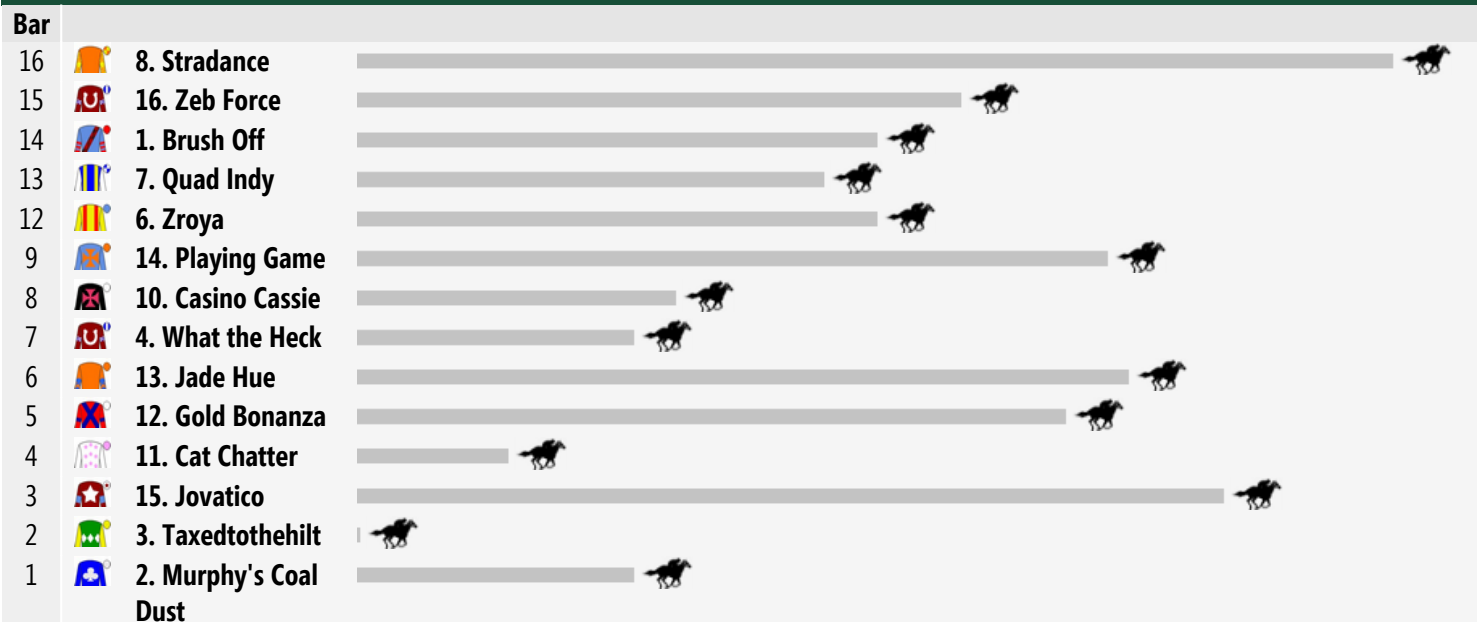 Bar
16 8. Stradance
15 16. Zeb Force
14 1. Brush Off
13 7. Quad Indy
12 6. Zroya
9 14. Playing Game
8 10. Casino Cassie
7 4. What the Heck
6 13. Jade Hue
5 12. Gold Bonanza
4 11. Cat Chatter
3 15. Jovatico
2 3. Taxedtothehilt
1 2. Murphy's Coal
Dust